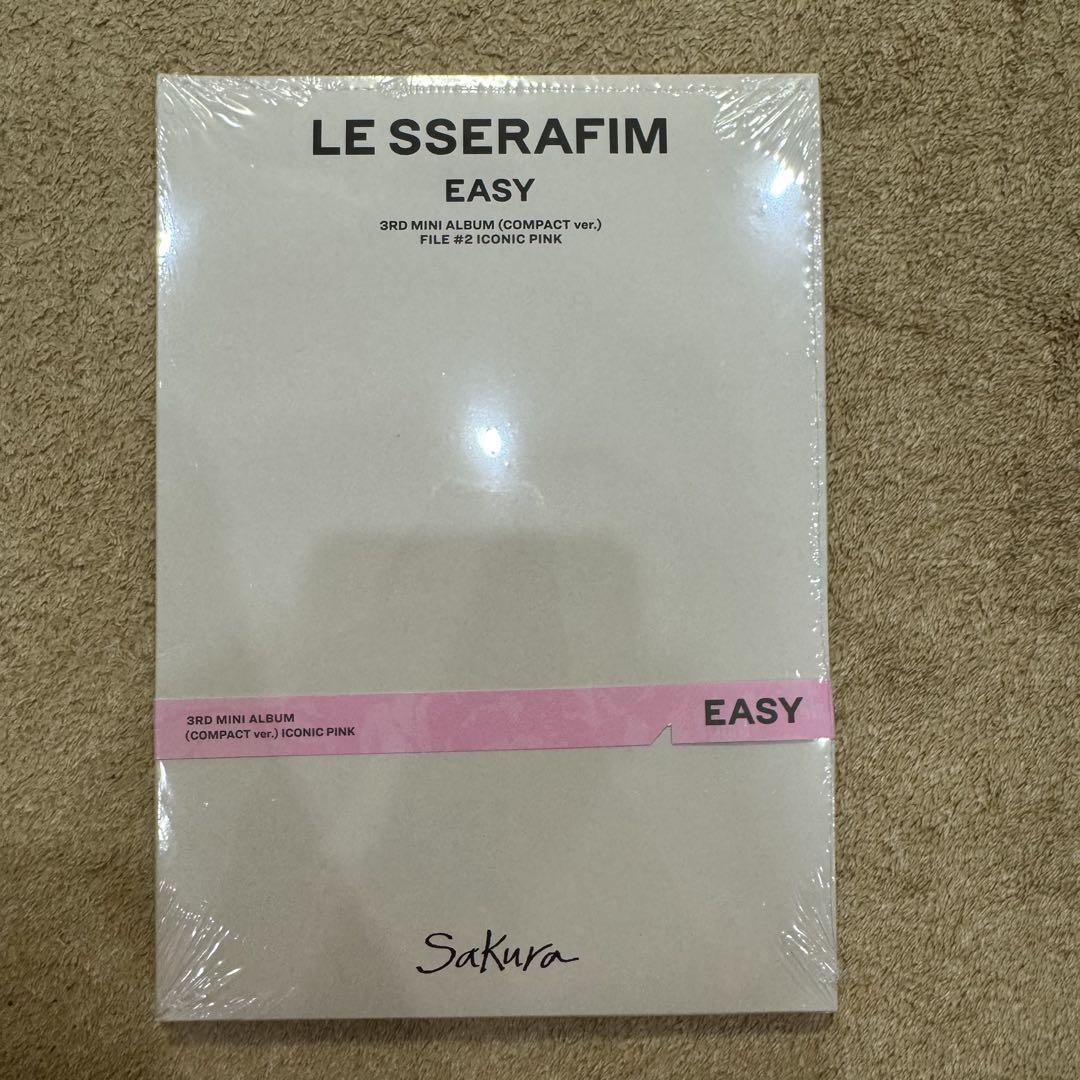 LE SSERAFIM
EASY
3RD MINI ALBUM (COMPACT ver.)
FILE #2 ICONIC PINK
3RD MINI ALBUM
(COMPACT ver.) ICONIC PINK
EASY
Sakura